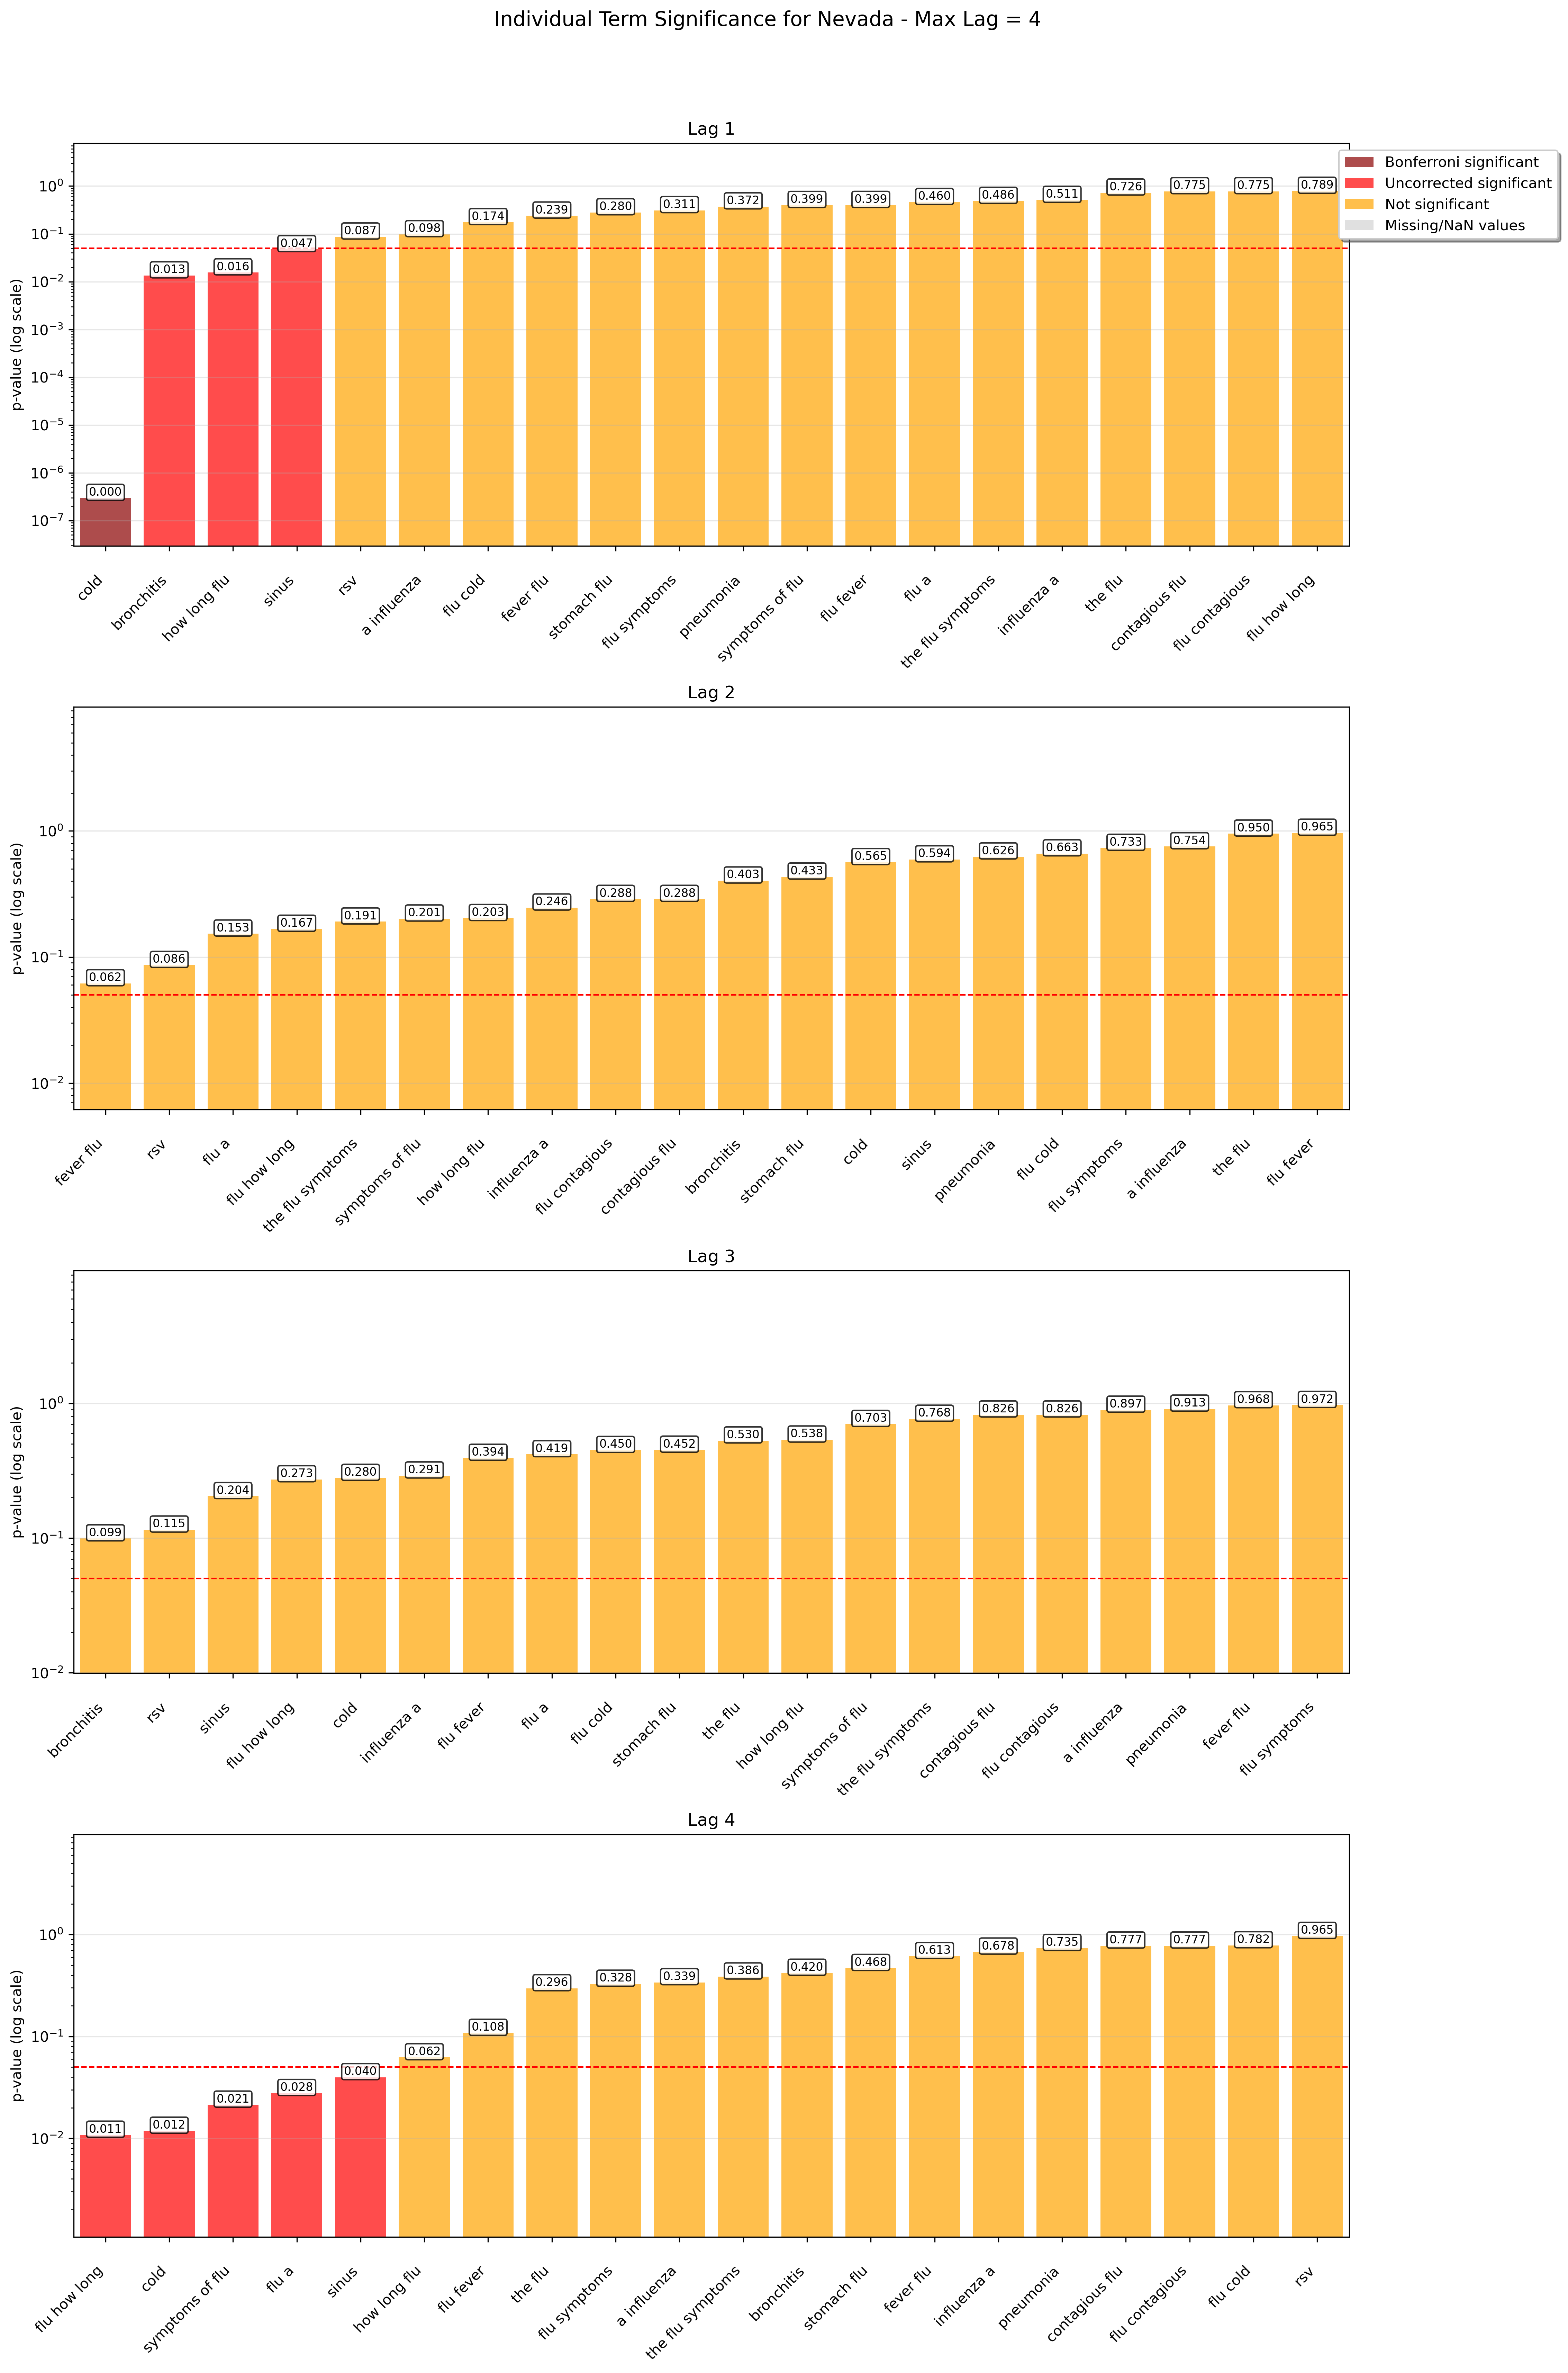 Individual Term Significance for Nevada - Max Lag = 4
Lag 1
Bonferroni significant
Uncorrected significant
Not significant
Missing/NaN values
p-value (log scale)
10⁰
10⁻¹
10⁻²
10⁻³
10⁻⁴
10⁻⁵
10⁻⁶
10⁻⁷
0.000 0.013 0.016 0.047 0.087 0.098 0.174 0.239 0.280 0.311 0.372 0.399 0.399 0.460 0.486 0.511 0.726 0.775 0.775 0.789
cold
bronchitis
how long flu
sinus
rsv
a influenza
flu cold
fever flu
stomach flu
flu symptoms
pneumonia
symptoms of flu
flu fever
flu a
the flu symptoms
influenza a
the flu
contagious flu
flu contagious
flu how long
Lag 2
p-value (log scale)
10⁰
10⁻¹
10⁻²
0.062 0.086 0.153 0.167 0.191 0.201 0.203 0.246 0.288 0.288 0.403 0.433 0.565 0.594 0.626 0.663 0.733 0.754 0.950 0.965
fever flu
rsv
flu a
flu how long
the flu symptoms
symptoms of flu
how long flu
influenza a
flu contagious
contagious flu
bronchitis
stomach flu
cold
sinus
pneumonia
flu cold
flu symptoms
a influenza
the flu
flu fever
Lag 3
p-value (log scale)
10⁰
10⁻¹
10⁻²
0.099 0.115 0.204 0.273 0.280 0.291 0.394 0.419 0.450 0.452 0.530 0.538 0.703 0.768 0.826 0.826 0.897 0.913 0.968 0.972
bronchitis
rsv
sinus
flu how long
cold
influenza a
flu fever
flu a
flu cold
stomach flu
the flu
how long flu
symptoms of flu
the flu symptoms
contagious flu
flu contagious
a influenza
pneumonia
fever flu
flu symptoms
Lag 4
p-value (log scale)
10⁰
10⁻¹
10⁻²
0.011 0.012 0.021 0.028 0.040 0.062 0.108 0.296 0.328 0.339 0.386 0.420 0.468 0.613 0.678 0.735 0.777 0.777 0.782 0.965
flu how long
cold
symptoms of flu
flu a
sinus
how long flu
flu fever
the flu
flu symptoms
a influenza
the flu symptoms
bronchitis
stomach flu
fever flu
influenza a
pneumonia
contagious flu
flu contagious
flu cold
rsv